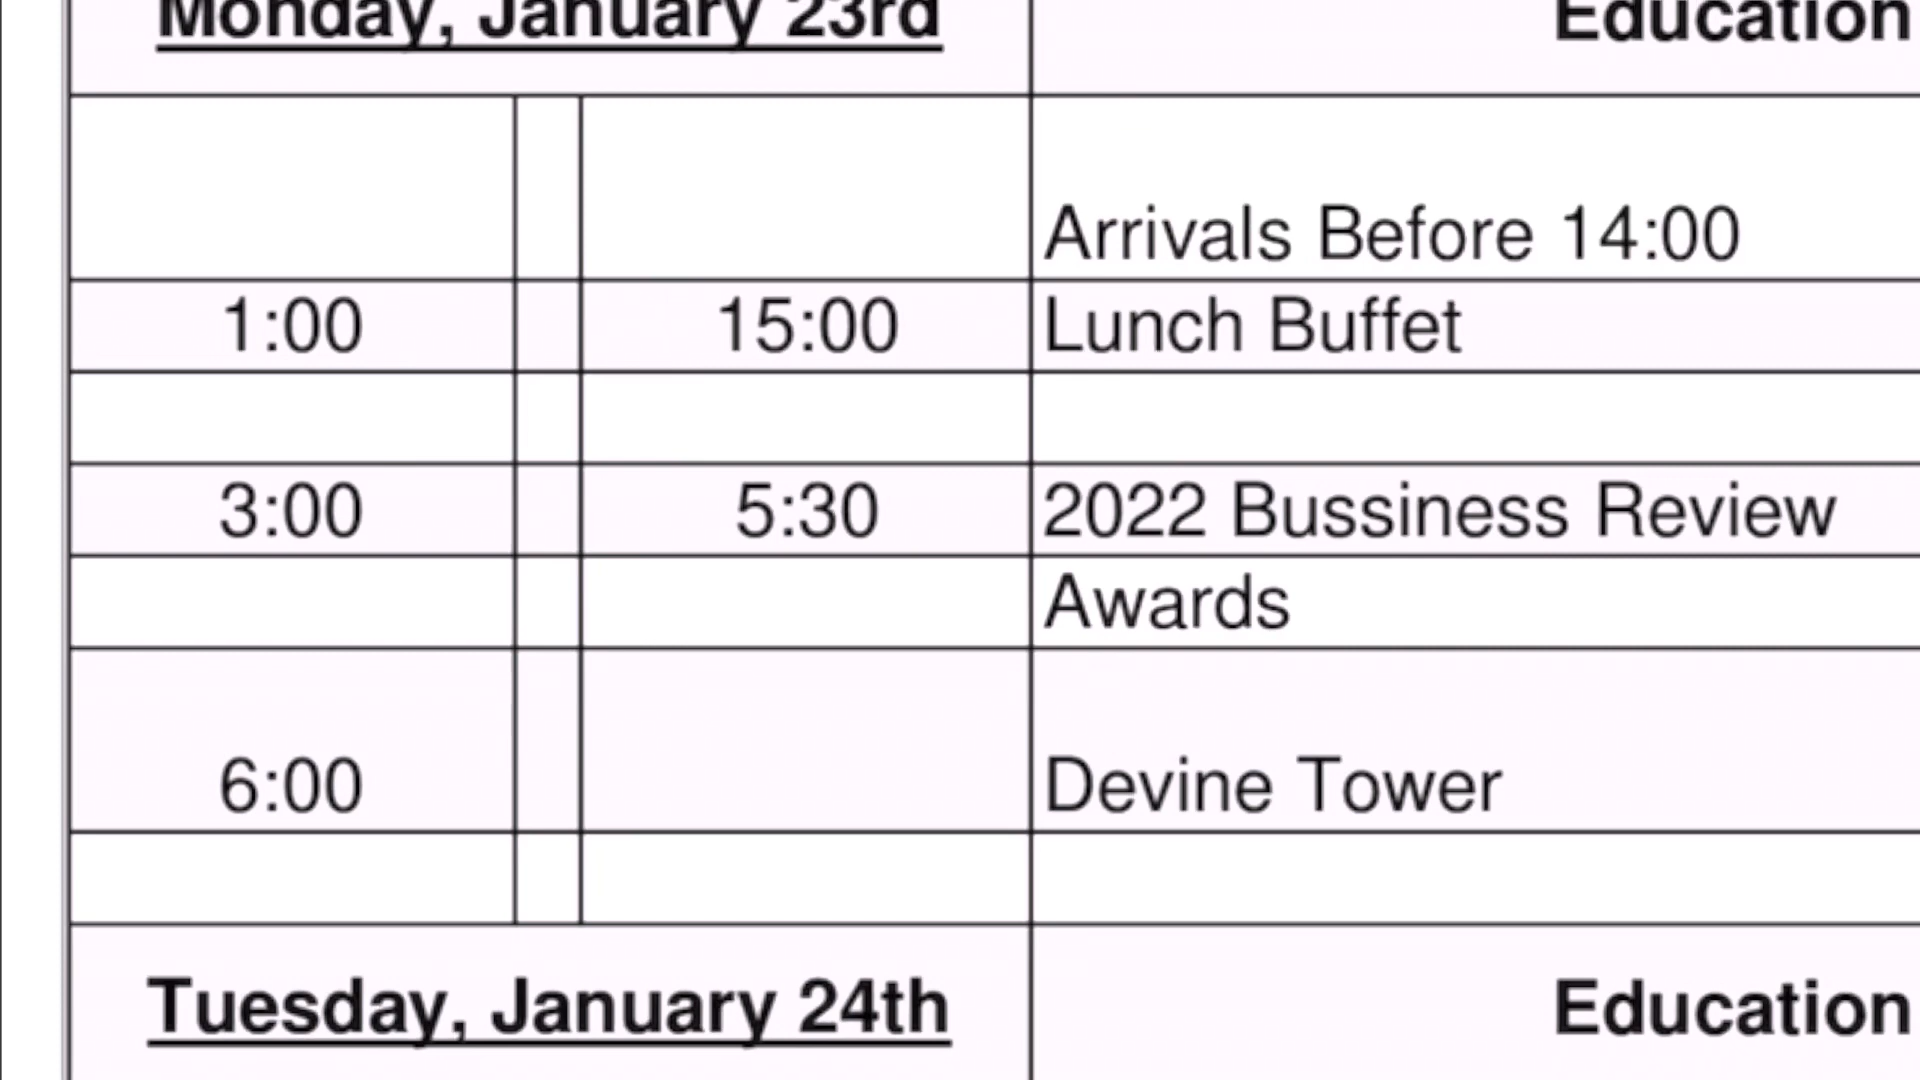 Monday, January 23rd Education
Arrivals Before 14:00
1:00 15:00 Lunch Buffet
3:00 5:30 2022 Bussiness Review
Awards
6:00 Devine Tower
Tuesday, January 24th Education